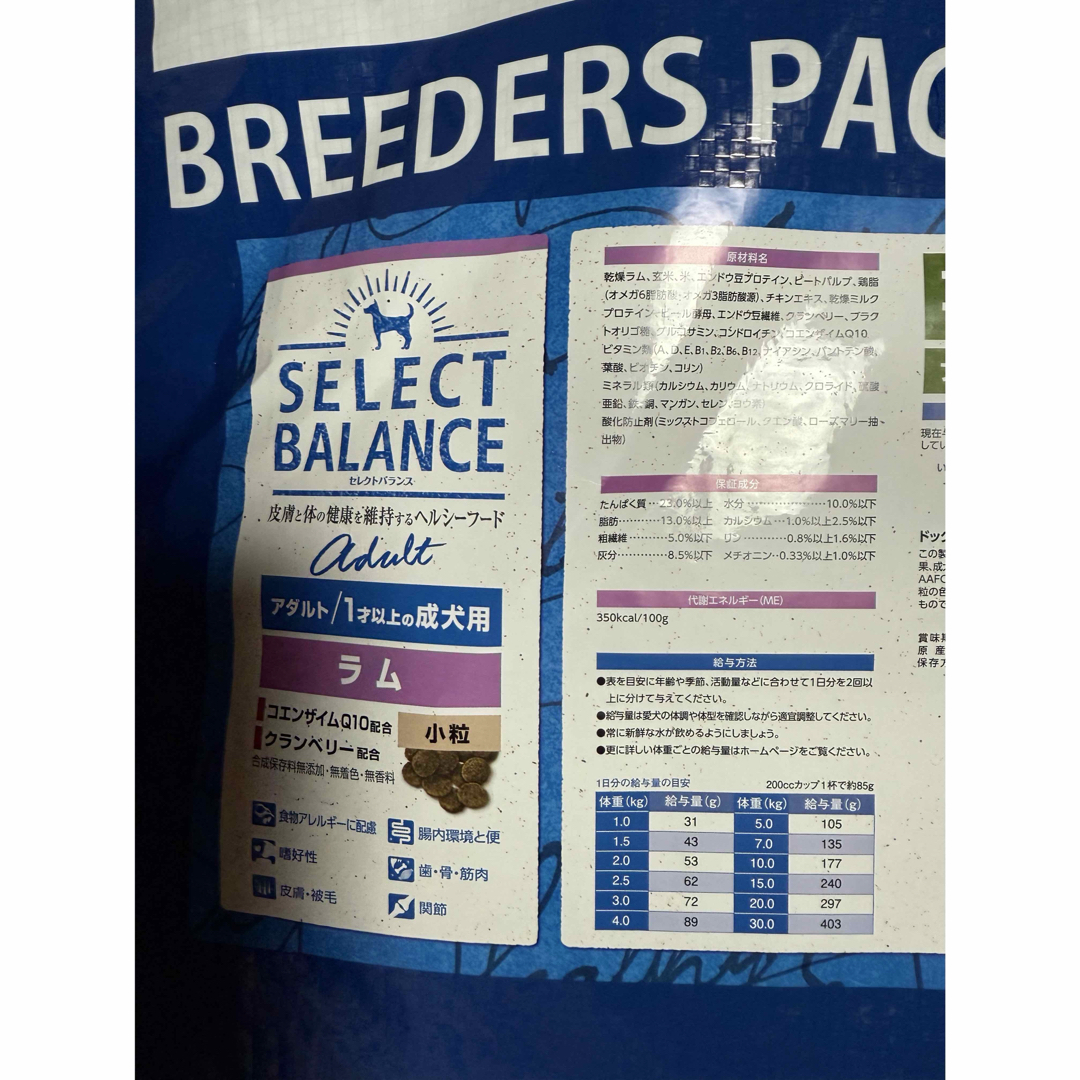 BREEDERS PAC
SELECT
BALANCE
セレクトバランス
皮膚と体の健康を維持するヘルシーフード
adult
アダルト/1才以上の成犬用
ラム
コエンザイムQ10配合
クランベリー配合
小粒
合成保存料無添加・無着色・無香料
食物アレルギーに配慮
腸内環境と便
嗜好性
歯・骨・筋肉
皮膚・被毛
関節
原材料名
乾燥ラム、玄米、米、エンドウ豆プロテイン、ビートパルプ、鶏脂
(オメガ6脂肪酸・オメガ3脂肪酸源)、チキンエキス、乾燥ミルク
プロテイン、ビール酵母、エンドウ豆繊維、クランベリー、フラク
トオリゴ糖、グルコサミン、コンドロイチン、コエンザイムQ10
ビタミン類(A、D、E、B1、B2、B6、B12、ナイアシン、パントテン酸、
葉酸、ビオチン、コリン)
ミネラル類(カルシウム、カリウム、ナトリウム、クロライド、硫酸
亜鉛、鉄、銅、マンガン、セレン、ヨウ素)
酸化防止剤(ミックストコフェロール、クエン酸、ローズマリー抽
出物)
保証成分
たんぱく質…23.0%以上 水分…10.0%以下
脂肪…13.0%以上 カルシウム…1.0%以上2.5%以下
粗繊維…5.0%以下 リン…0.8%以上1.6%以下
灰分…8.5%以下 メチオニン…0.33%以上1.0%以下
代謝エネルギー(ME)
350kcal/100g
給与方法
●表を目安に年齢や季節、活動量などに合わせて1日分を2回以
上に分けて与えてください。
●給与量は愛犬の体調や体型を確認しながら適宜調整してください。
●常に新鮮な水が飲めるようにしましょう。
●更に詳しい体重ごとの給与量はホームページをご覧ください。
1日分の給与量の目安 200ccカップ1杯で約85g
体重(kg) 給与量(g) 体重(kg) 給与量(g)
1.0 31 5.0 105
1.5 43 7.0 135
2.0 53 10.0 177
2.5 62 15.0 240
3.0 72 20.0 297
4.0 89 30.0 403
現在与
してい
い
ドック
この製
果、成
AAFC
粒の色
もので
賞味期
原産
保存方